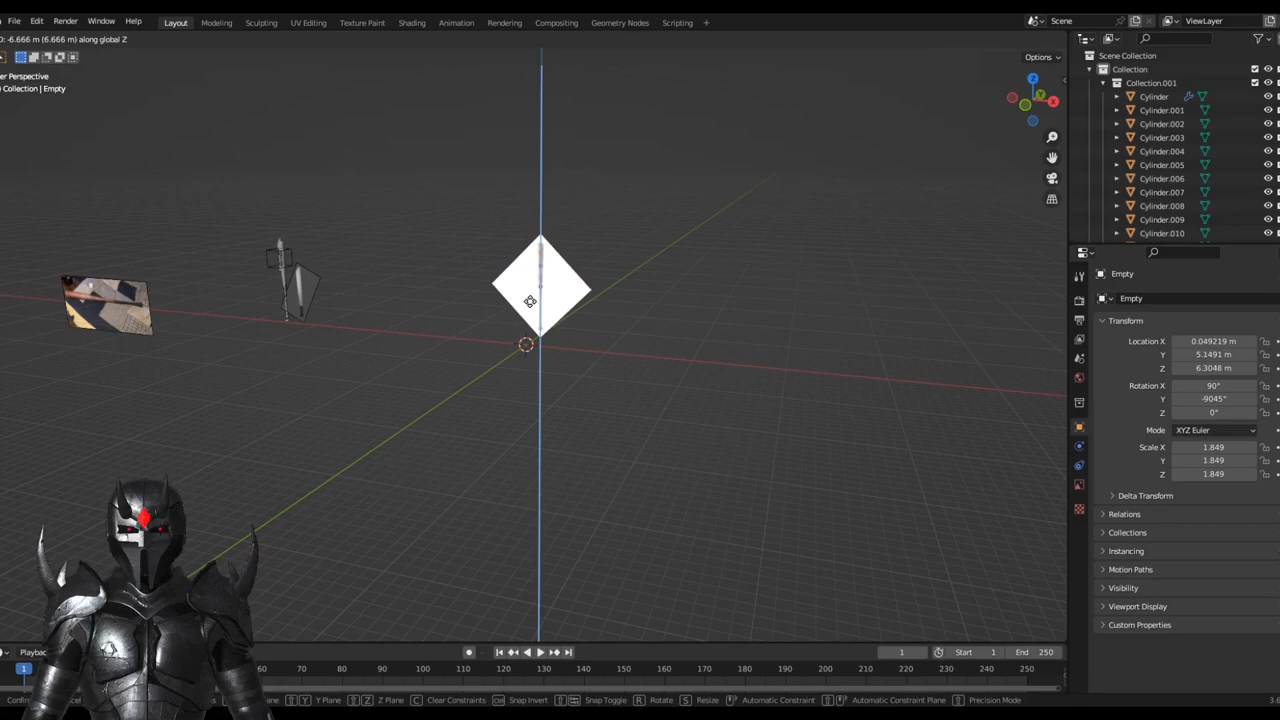 File Edit Render Window Help Layout Modeling Sculpting UV Editing Texture Paint Shading Animation Rendering Compositing Geometry Nodes Scripting + Scene ViewLayer
D: -6.666 m (6.666 m) along global Z
Options
er Perspective
Collection | Empty
Z
Y
X
Scene Collection
Collection
Collection.001
Cylinder
Cylinder.001
Cylinder.002
Cylinder.003
Cylinder.004
Cylinder.005
Cylinder.006
Cylinder.007
Cylinder.008
Cylinder.009
Cylinder.010
Empty
Empty
Transform
Location X 0.049219 m
Y 5.1491 m
Z 6.3048 m
Rotation X 90°
Y -9045°
Z 0°
Mode XYZ Euler
Scale X 1.849
Y 1.849
Z 1.849
Delta Transform
Relations
Collections
Instancing
Motion Paths
Visibility
Viewport Display
Custom Properties
Playba 1 Start 1 End 250
1 60 70 80 90 100 110 120 130 140 150 160 170 180 190 200 210 220 230 240 250
Confi Y Y Plane Z Z Plane C Clear Constraints Ctrl Snap Invert Snap Toggle R Rotate S Resize Automatic Constraint Automatic Constraint Plane Precision Mode